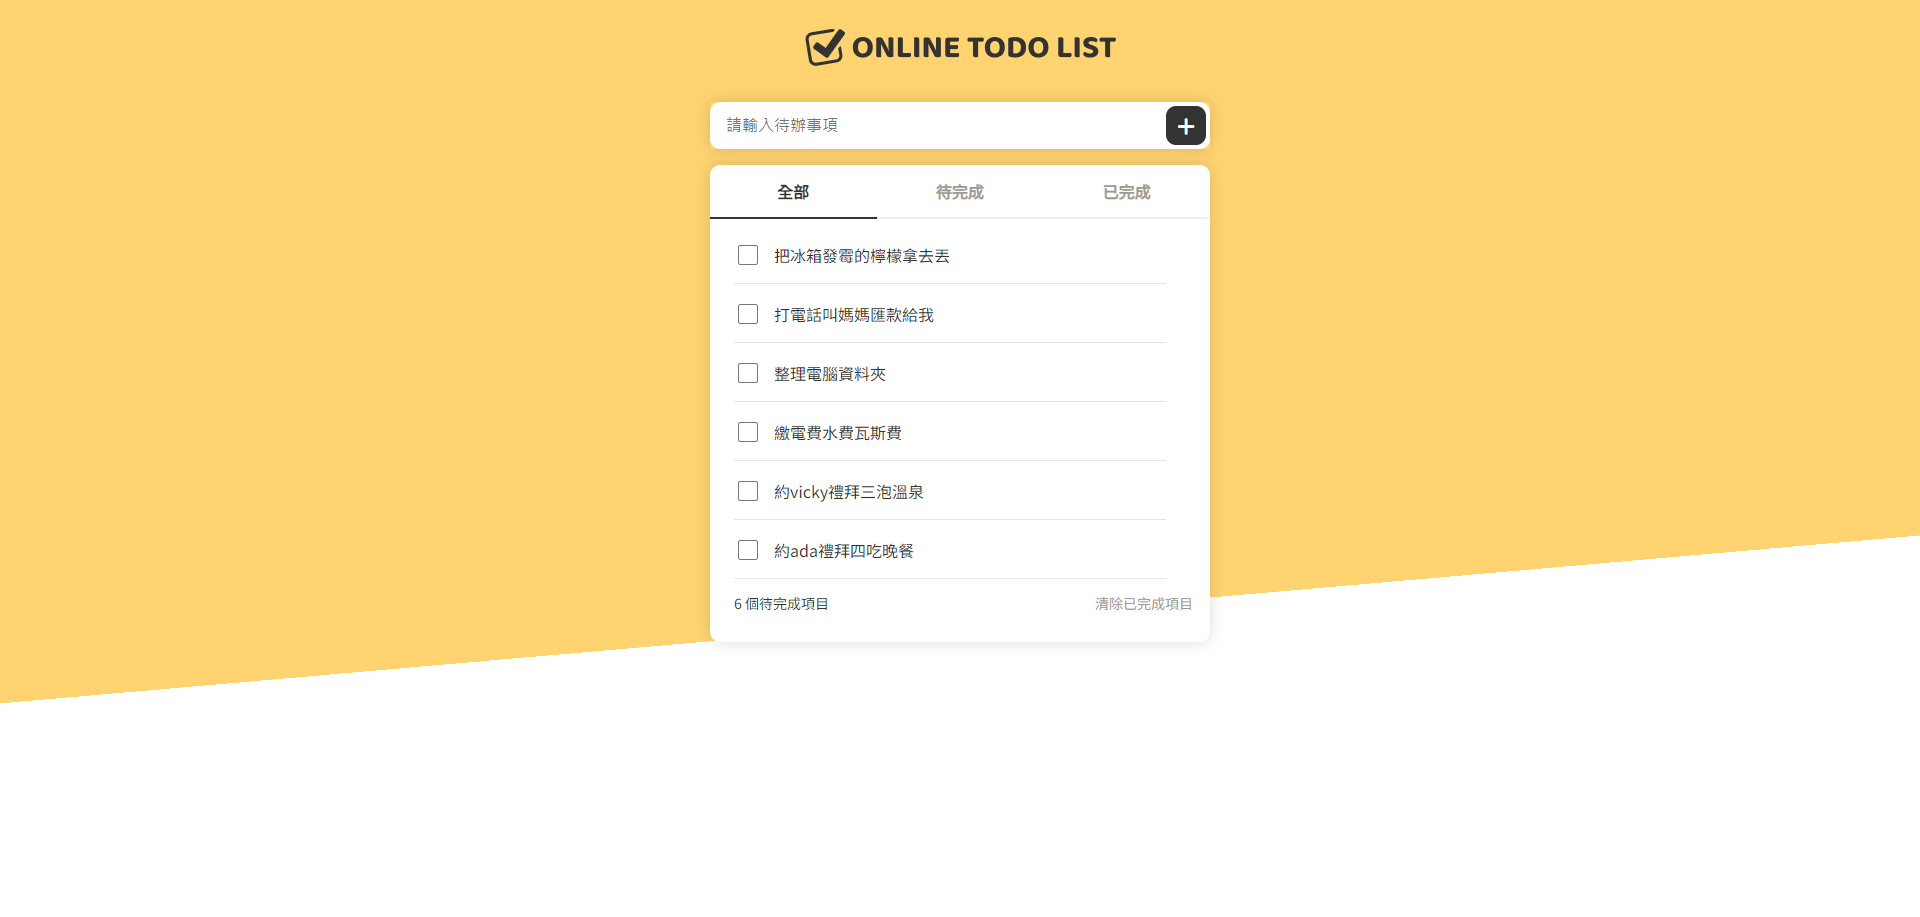 ONLINE TODO LIST
請輸入待辦事項
全部 待完成 已完成
把冰箱發霉的檸檬拿去丟
打電話叫媽媽匯款給我
整理電腦資料夾
繳電費水費瓦斯費
約vicky禮拜三泡溫泉
約ada禮拜四吃晚餐
6 個待完成項目 清除已完成項目